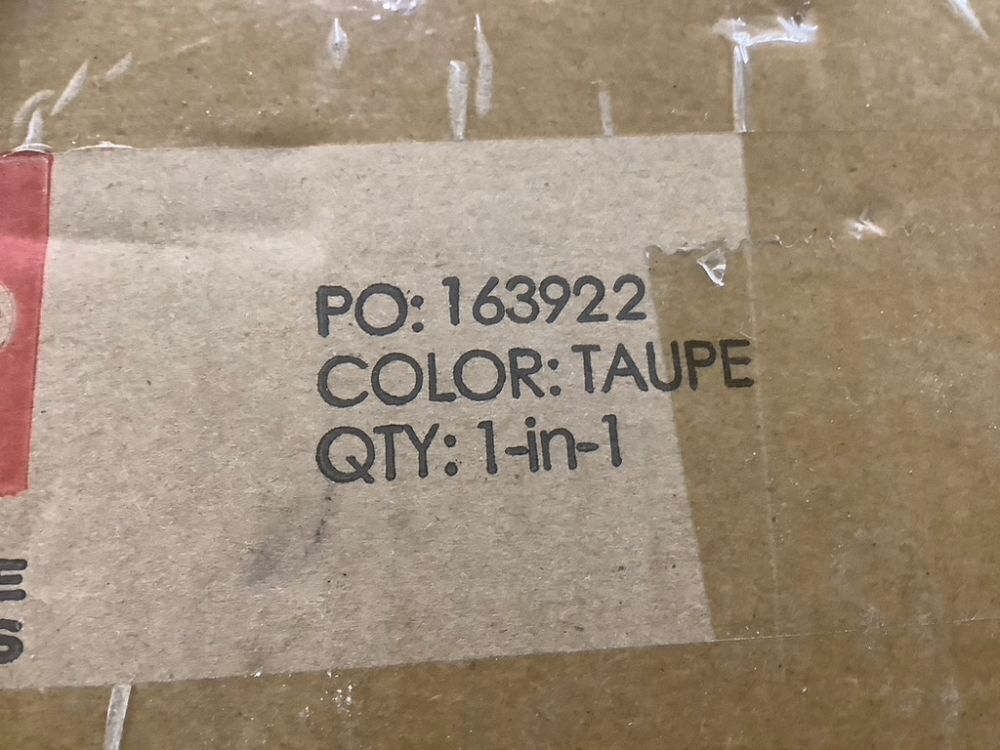 PO: 163922
COLOR: TAUPE
QTY: 1-in-1